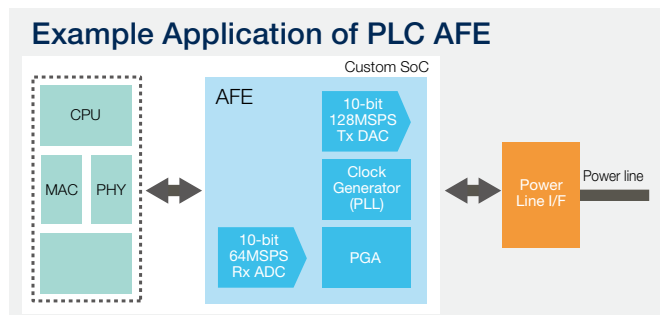 Example Application of PLC AFE
Custom SoC
CPU
MAC
PHY
AFE
10-bit
128MSPS
Tx DAC
Clock
Generator
(PLL)
10-bit
64MSPS
Rx ADC
PGA
Power
Line I/F
Power line